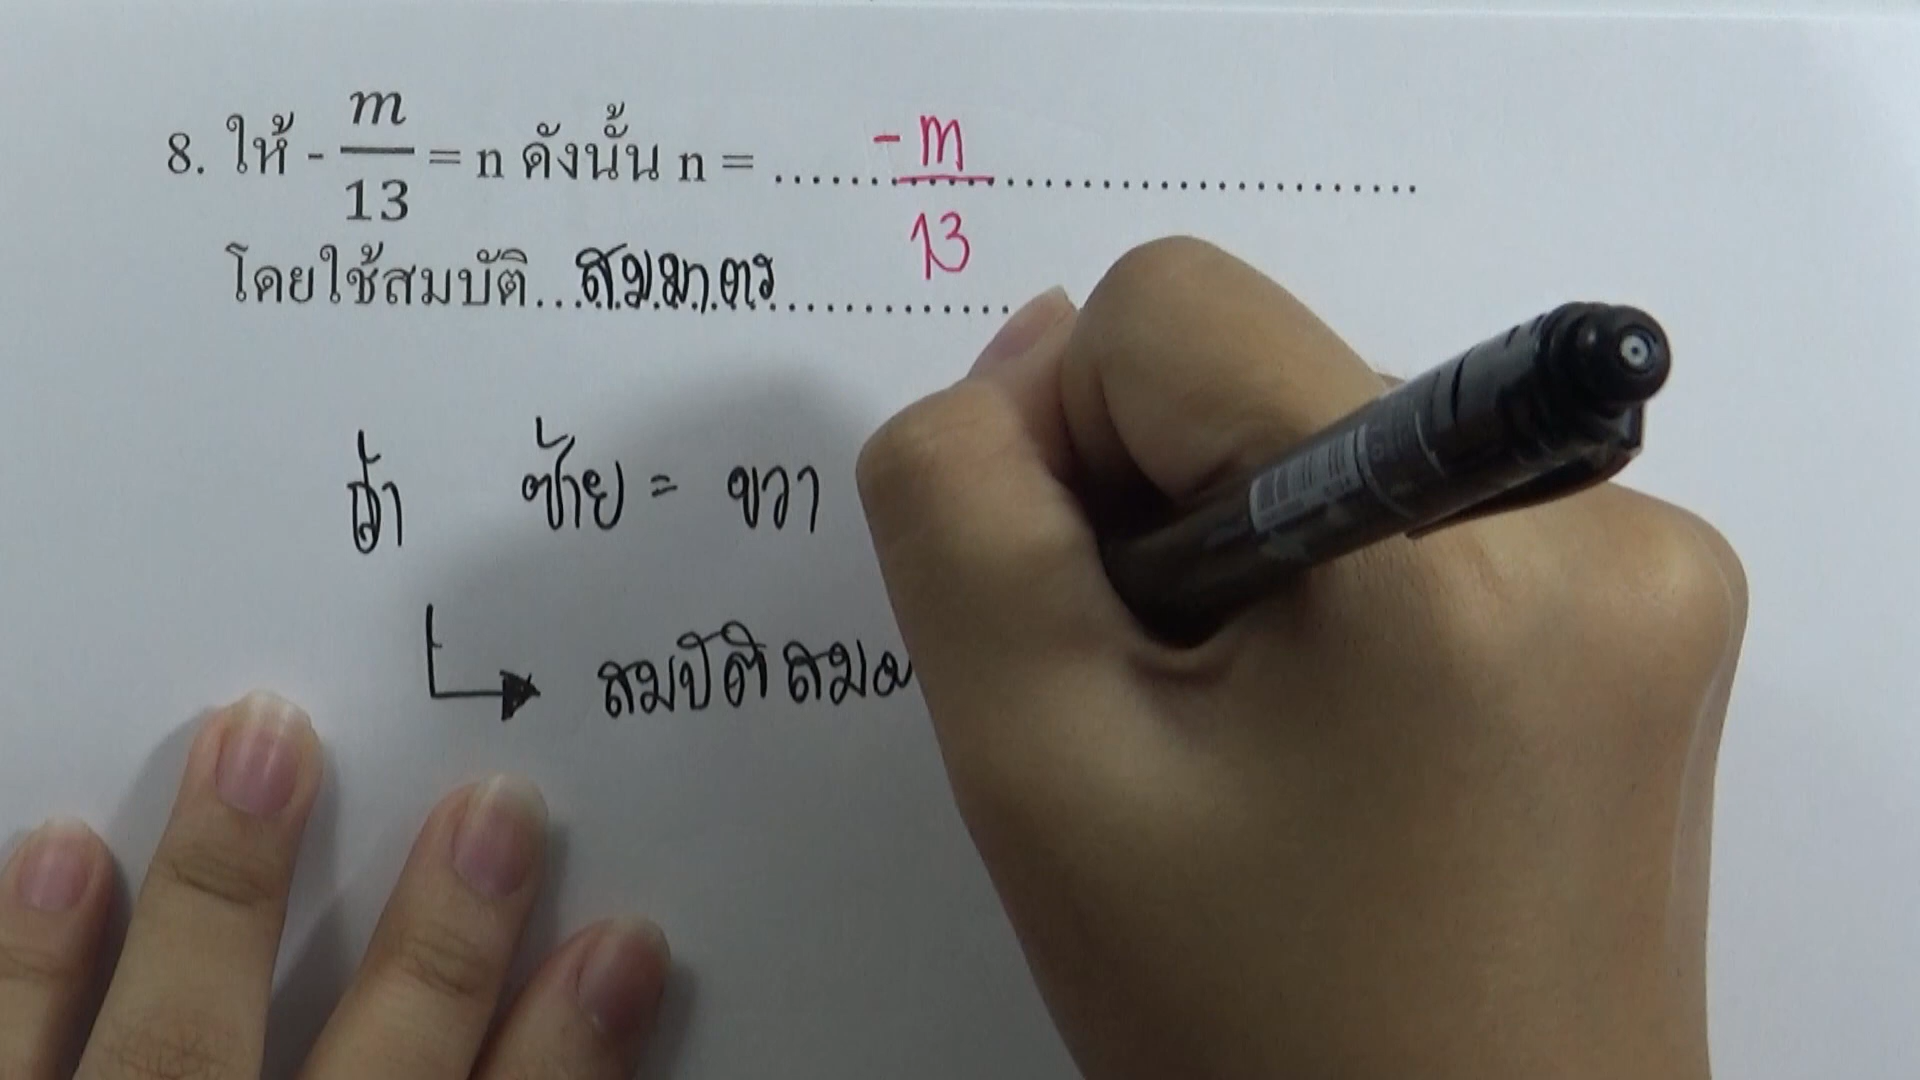 8. ให้ - m/13 = n ดังนั้น n = .....-m/13..............................
โดยใช้สมบัติ...สมมาตร.............
ถ้า ซ้าย = ขวา
สมบัติ สมม